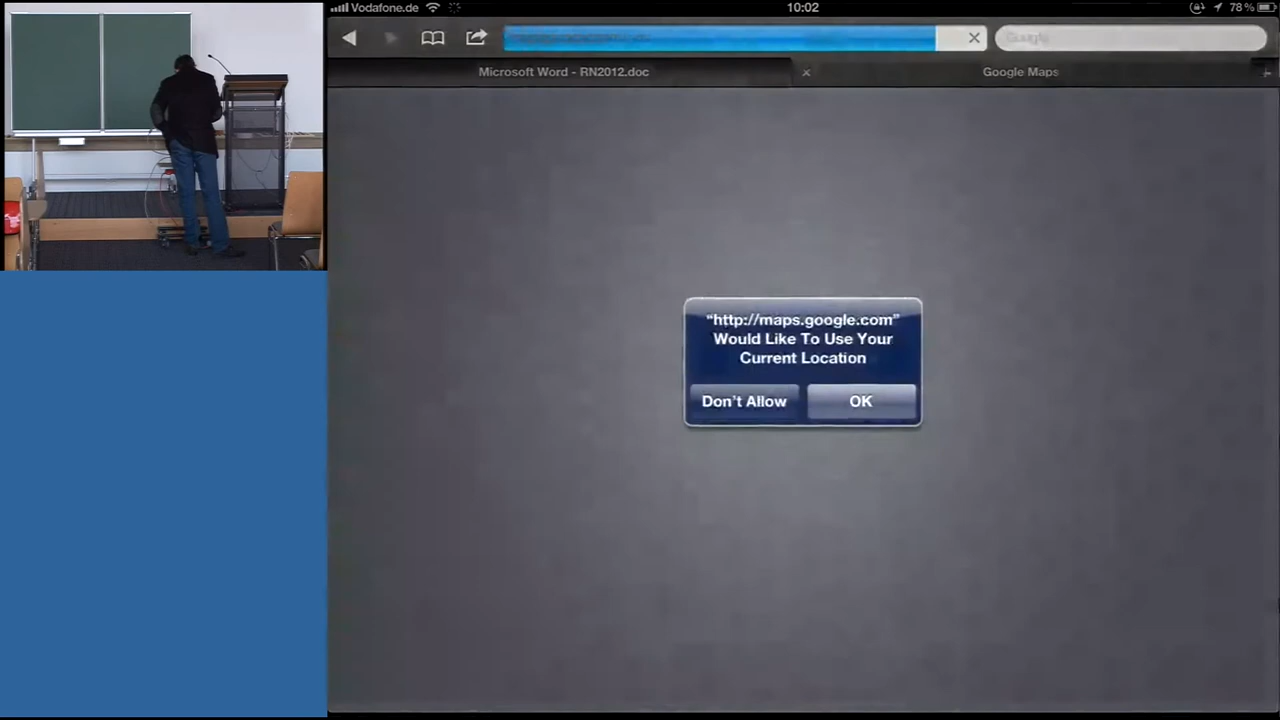 Vodafone.de
10:02
78 %
Google
Microsoft Word - RN2012.doc
Google Maps
"http://maps.google.com"
Would Like To Use Your
Current Location
Don't Allow
OK